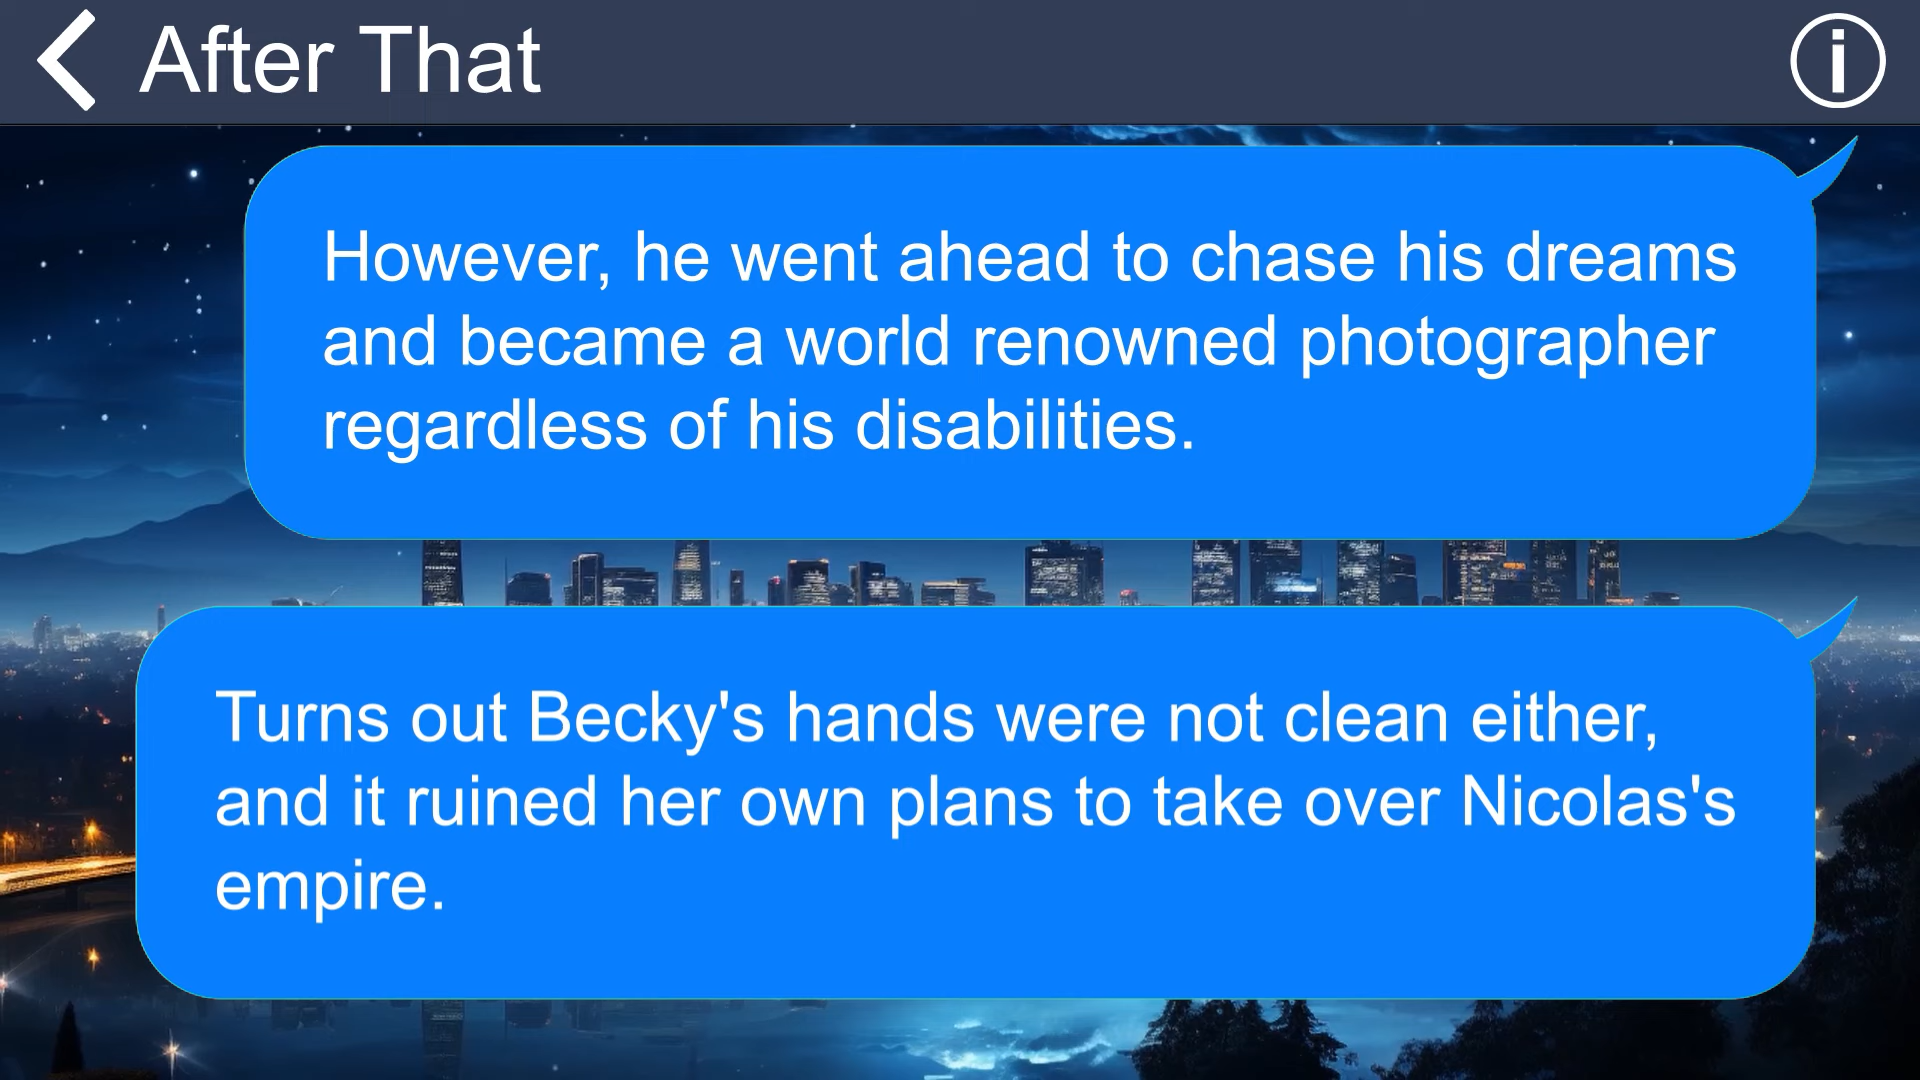 After That
However, he went ahead to chase his dreams
and became a world renowned photographer
regardless of his disabilities.
Turns out Becky's hands were not clean either,
and it ruined her own plans to take over Nicolas's
empire.